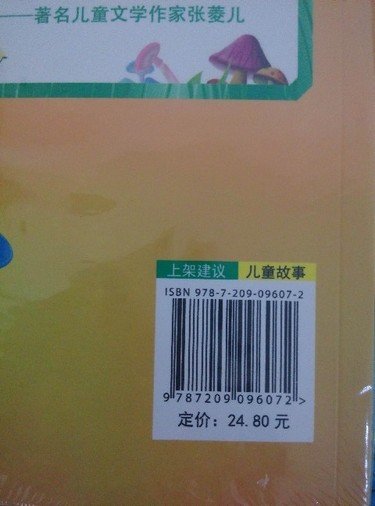 ——著名儿童文学作家张菱儿
上架建议 儿童故事
ISBN 978-7-209-09607-2
9 787209 096072 >
定价：24.80 元